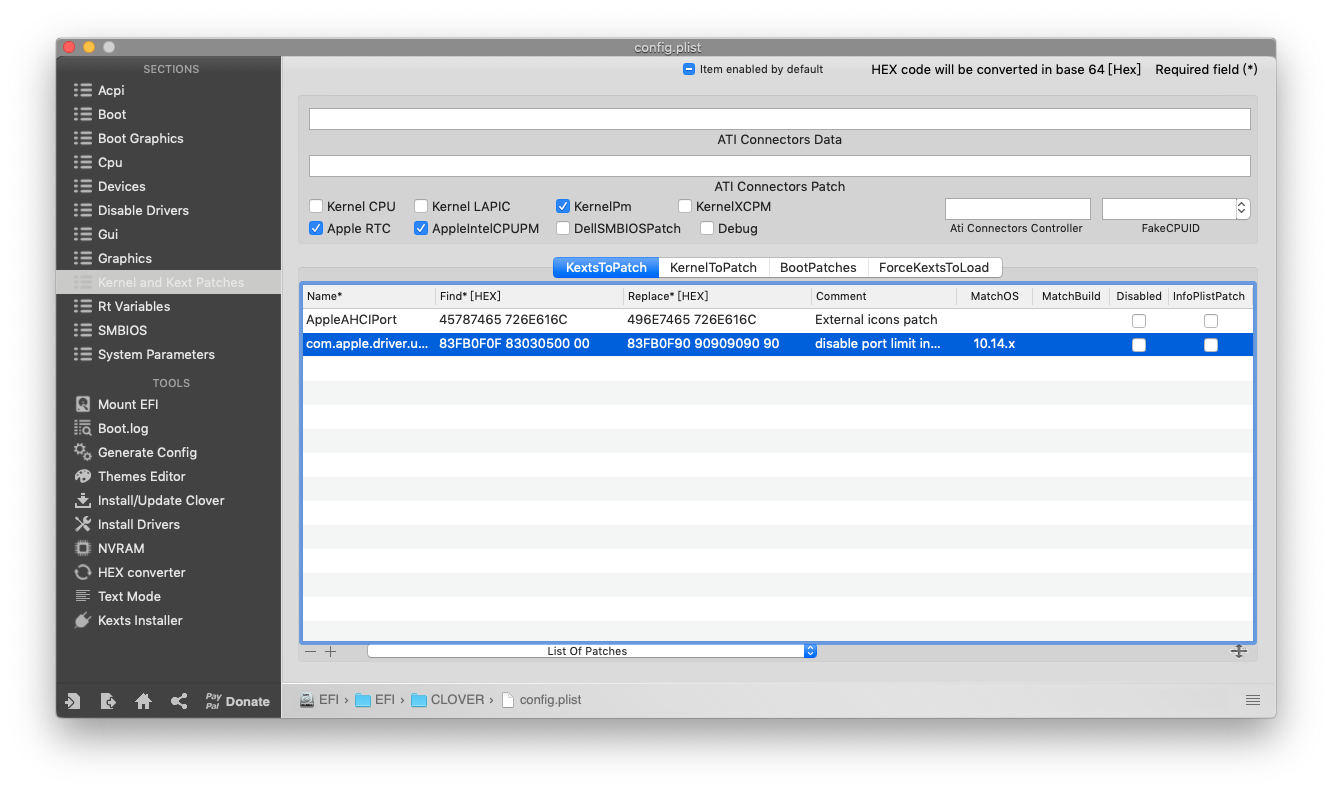 config.plist
SECTIONS
Acpi
Boot
Boot Graphics
Cpu
Devices
Disable Drivers
Gui
Graphics
Kernel and Kext Patches
Rt Variables
SMBIOS
System Parameters
TOOLS
Mount EFI
Boot.log
Generate Config
Themes Editor
Install/Update Clover
Install Drivers
NVRAM
HEX converter
Text Mode
Kexts Installer
Pay Pal Donate
Item enabled by default HEX code will be converted in base 64 [Hex] Required field (*)
ATI Connectors Data
ATI Connectors Patch
Kernel CPU Kernel LAPIC KernelPm KernelXCPM
Apple RTC AppleIntelCPUPM DellSMBIOSPatch Debug
Ati Connectors Controller FakeCPUID
KextsToPatch KernelToPatch BootPatches ForceKextsToLoad
Name* Find* [HEX] Replace* [HEX] Comment MatchOS MatchBuild Disabled InfoPlistPatch
AppleAHCIPort 45787465 726E616C 496E7465 726E616C External icons patch
com.apple.driver.u... 83FB0F0F 83030500 00 83FB0F90 90909090 90 disable port limit in... 10.14.x
List Of Patches
EFI › EFI › CLOVER › config.plist